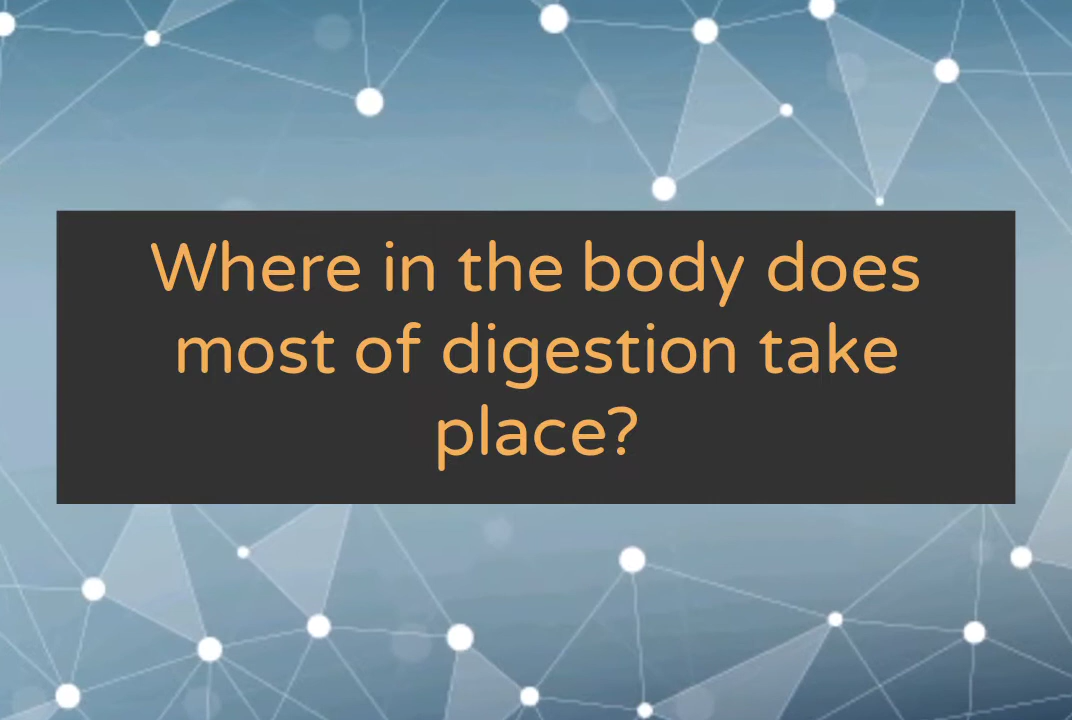 Where in the body does
most of digestion take
place?